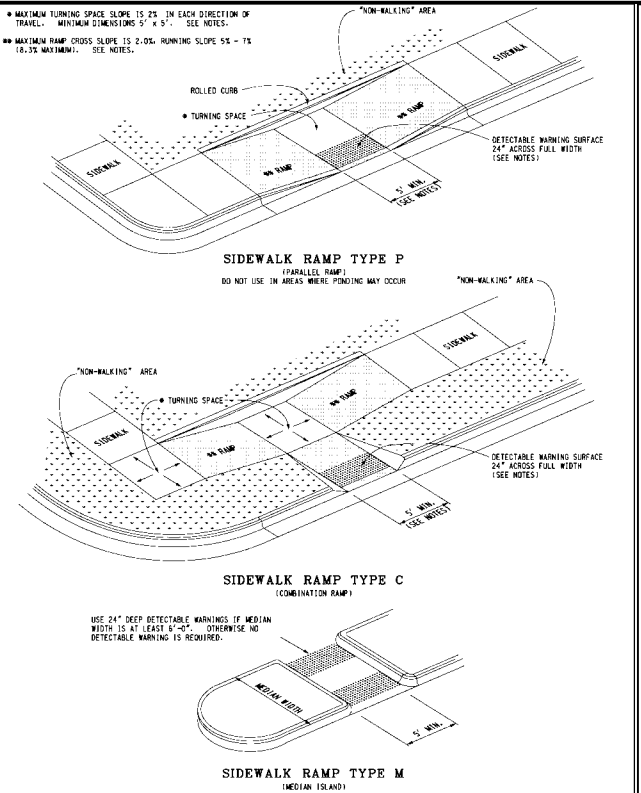 * MAXIMUM TURNING SPACE SLOPE IS 2% IN EACH DIRECTION OF
TRAVEL. MINIMUM DIMENSIONS 5' x 5'. SEE NOTES.
** MAXIMUM RAMP CROSS SLOPE IS 2.0%, RUNNING SLOPE 5% - 7%
(8.3% MAXIMUM). SEE NOTES.
"NON-WALKING" AREA
ROLLED CURB
* TURNING SPACE
SIDEWALK
** RAMP
SIDEWALK
** RAMP
DETECTABLE WARNING SURFACE
24" ACROSS FULL WIDTH
(SEE NOTES)
5' MIN.
(SEE NOTES)
SIDEWALK RAMP TYPE P
(PARALLEL RAMP)
DO NOT USE IN AREAS WHERE PONDING MAY OCCUR
"NON-WALKING" AREA
"NON-WALKING" AREA
* TURNING SPACE
SIDEWALK
** RAMP
SIDEWALK
** RAMP
DETECTABLE WARNING SURFACE
24" ACROSS FULL WIDTH
(SEE NOTES)
5' MIN.
(SEE NOTES)
SIDEWALK RAMP TYPE C
(COMBINATION RAMP)
USE 24" DEEP DETECTABLE WARNINGS IF MEDIAN
WIDTH IS AT LEAST 6'-0". OTHERWISE NO
DETECTABLE WARNING IS REQUIRED.
MEDIAN WIDTH
5' MIN.
SIDEWALK RAMP TYPE M
(MEDIAN ISLAND)